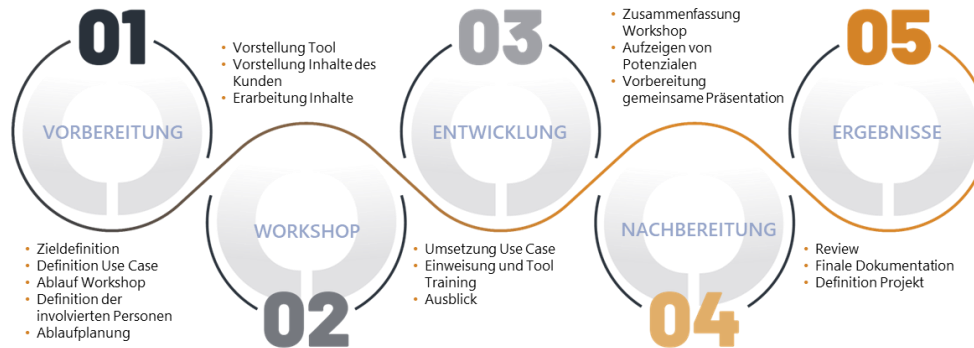 01
VORBEREITUNG
• Zieldefinition
• Definition Use Case
• Ablauf Workshop
• Definition der
involvierten Personen
• Ablaufplanung
• Vorstellung Tool
• Vorstellung Inhalte des
Kunden
• Erarbeitung Inhalte
WORKSHOP
02
03
ENTWICKLUNG
• Umsetzung Use Case
• Einweisung und Tool
Training
• Ausblick
• Zusammenfassung
Workshop
• Aufzeigen von
Potenzialen
• Vorbereitung
gemeinsame Präsentation
NACHBEREITUNG
04
05
ERGEBNISSE
• Review
• Finale Dokumentation
• Definition Projekt